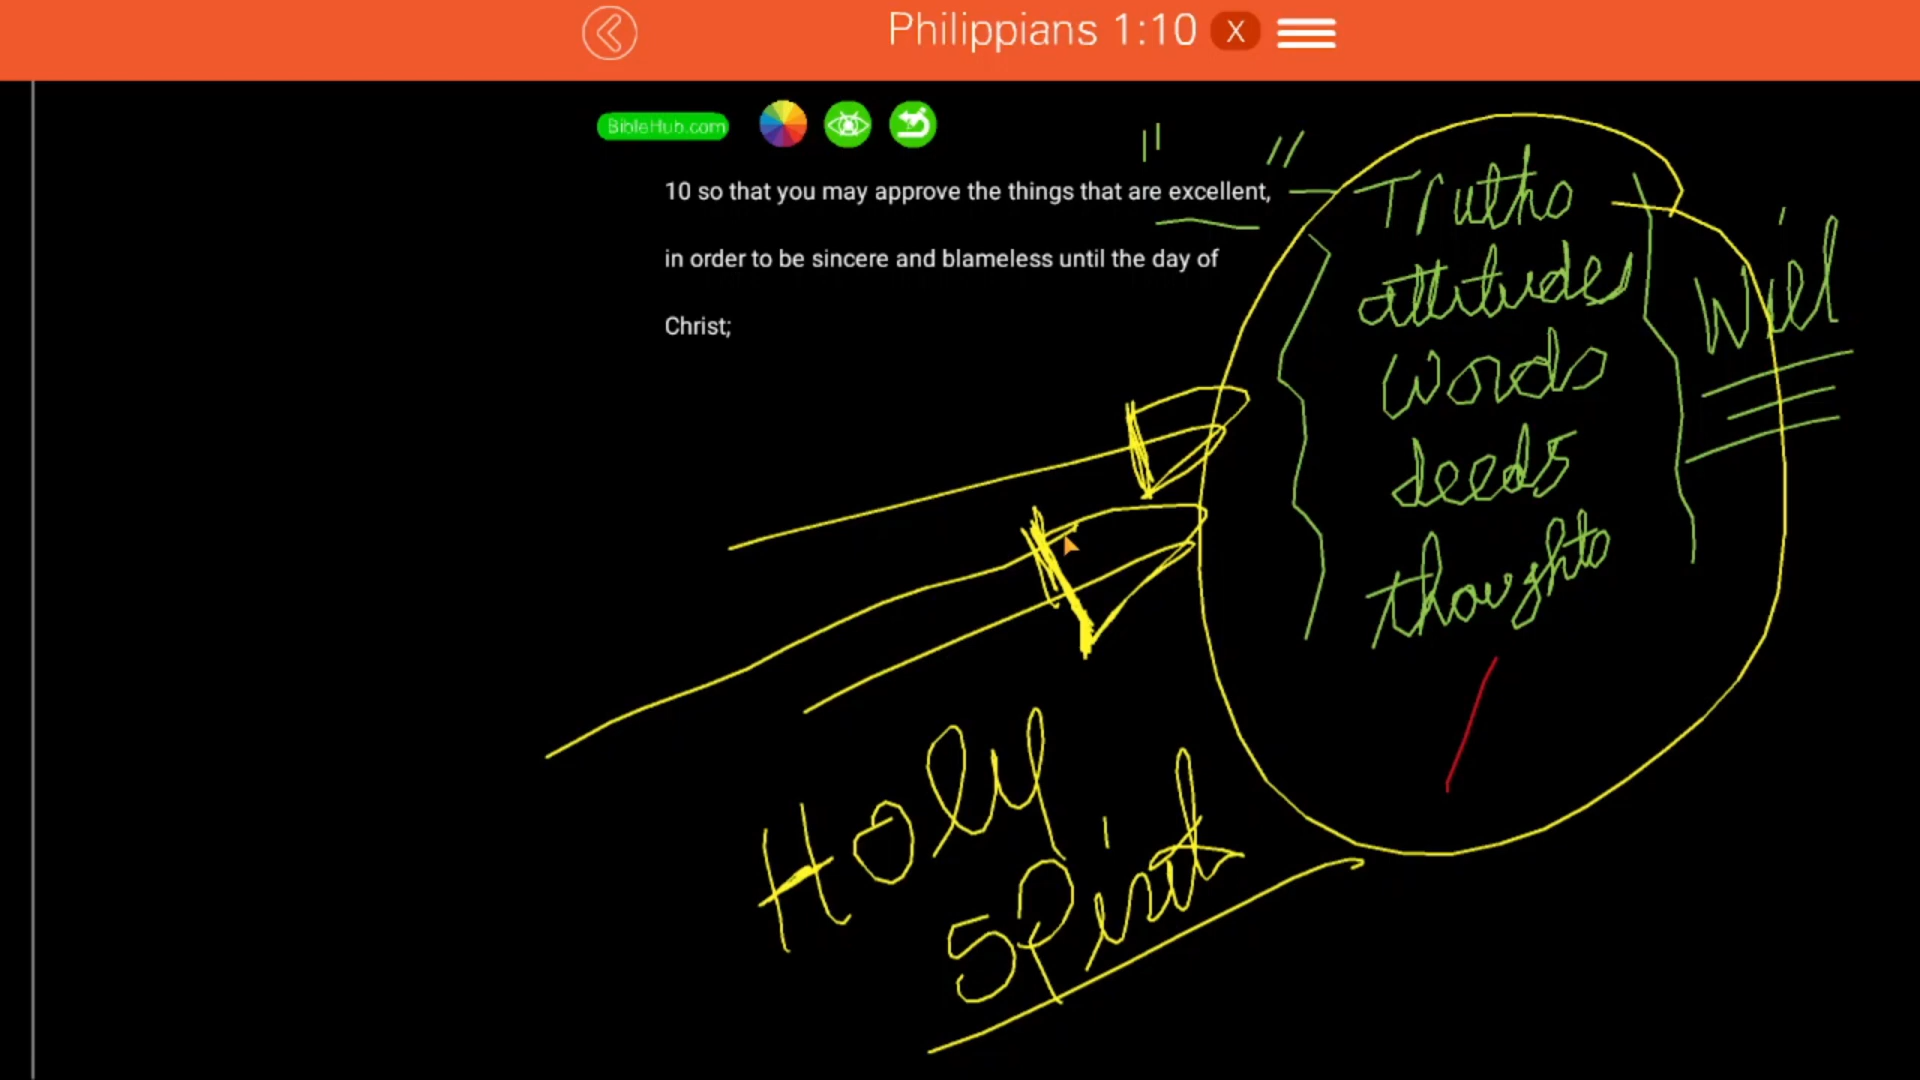 Philippians 1:10 X
BibleHub.com
10 so that you may approve the things that are excellent,
in order to be sincere and blameless until the day of
Christ;
" "
Truths
attitudes
words
deeds
thoughts
Will
Holy
Spirit